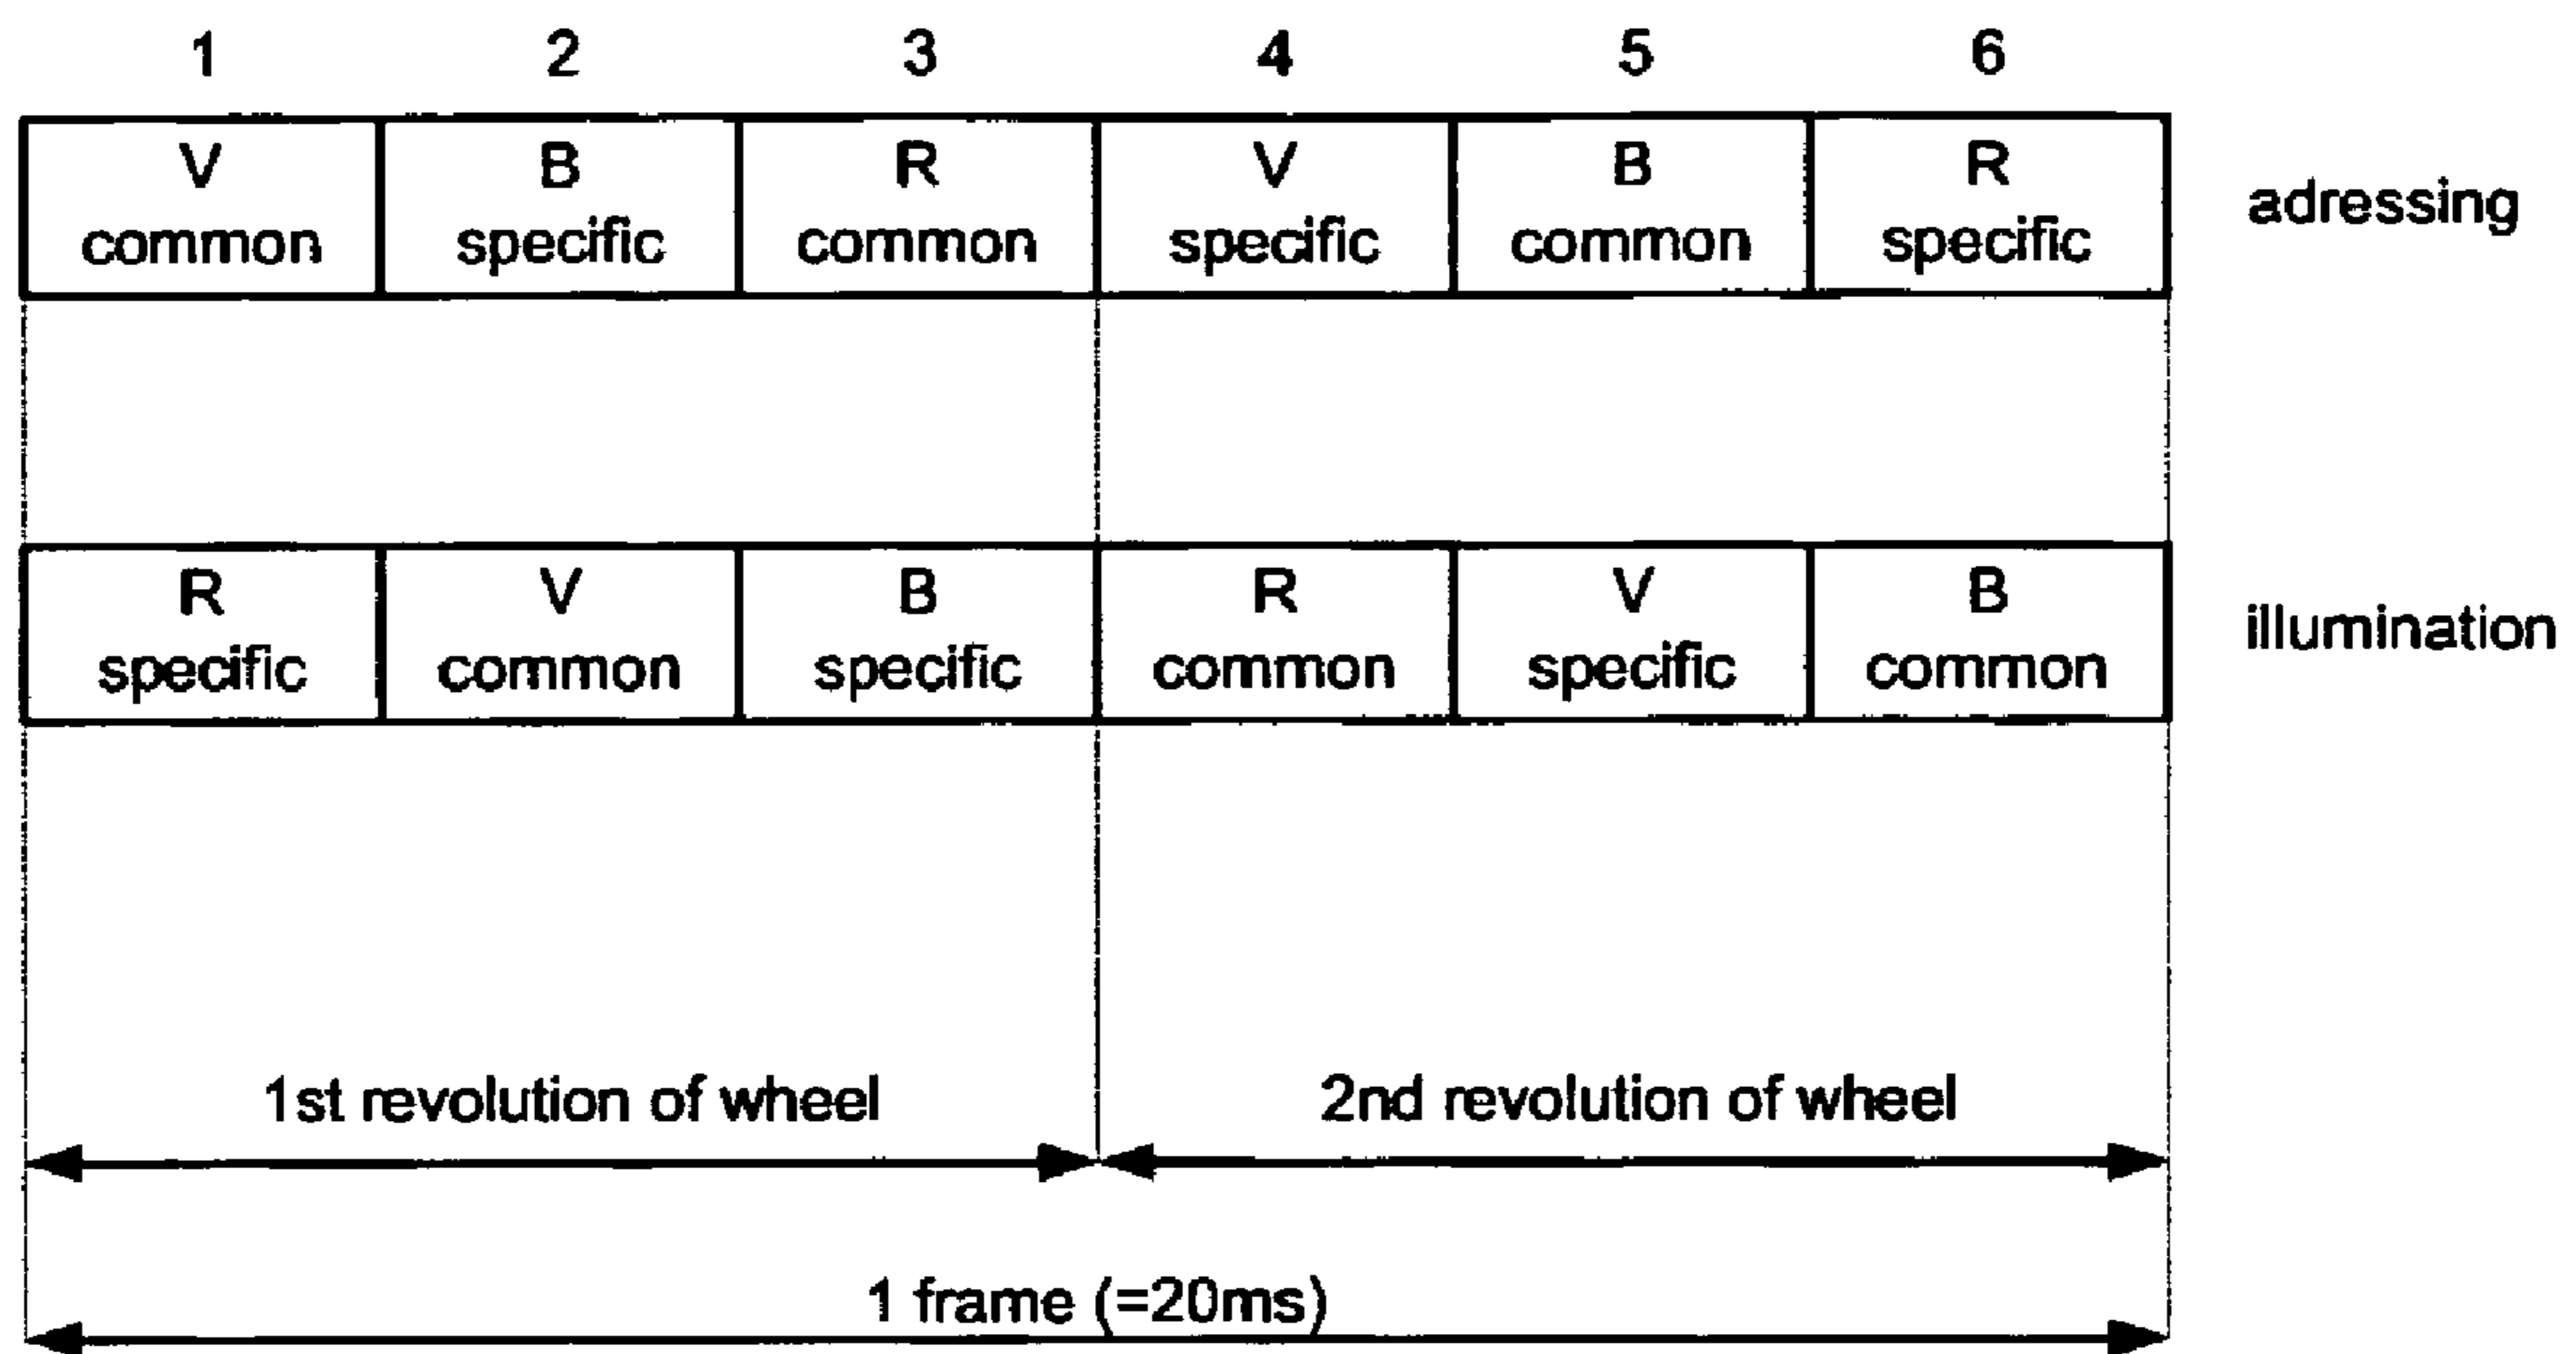 1 2 3 4 5 6
V B R V B R
common specific common specific common specific
adressing
R V B R V B
specific common specific common specific common
illumination
1st revolution of wheel 2nd revolution of wheel
1 frame (=20ms)